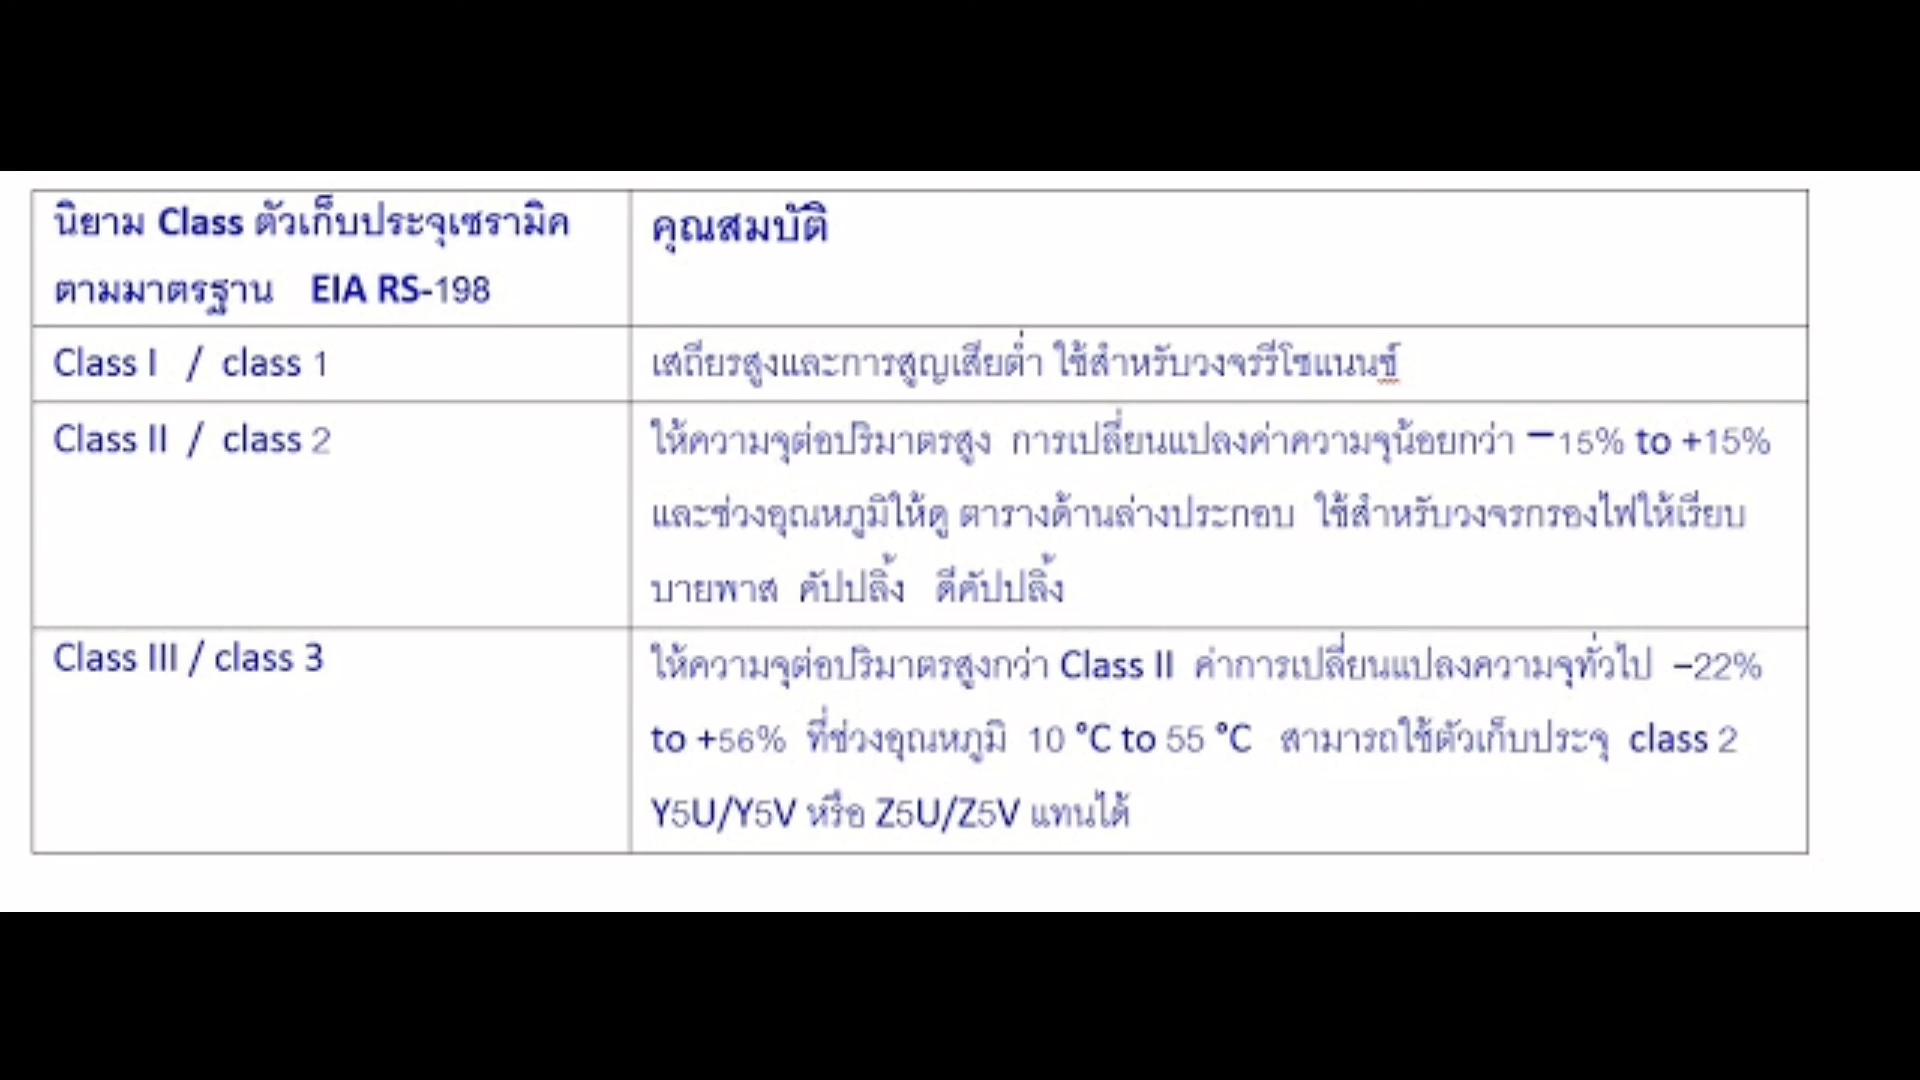 นิยาม Class ตัวเก็บประจุเซรามิค
ตามมาตรฐาน EIA RS-198
คุณสมบัติ
Class I / class 1
เสถียรสูงและการสูญเสียต่ำ ใช้สำหรับวงจรรีโซแนนซ์
Class II / class 2
ให้ความจุต่อปริมาตรสูง การเปลี่ยนแปลงค่าความจุน้อยกว่า −15% to +15%
และช่วงอุณหภูมิให้ดู ตารางด้านล่างประกอบ ใช้สำหรับวงจรกรองไฟให้เรียบ
บายพาส คัปปลิ้ง ดีคัปปลิ้ง
Class III / class 3
ให้ความจุต่อปริมาตรสูงกว่า Class II ค่าการเปลี่ยนแปลงความจุทั่วไป −22%
to +56% ที่ช่วงอุณหภูมิ 10 °C to 55 °C สามารถใช้ตัวเก็บประจุ class 2
Y5U/Y5V หรือ Z5U/Z5V แทนได้